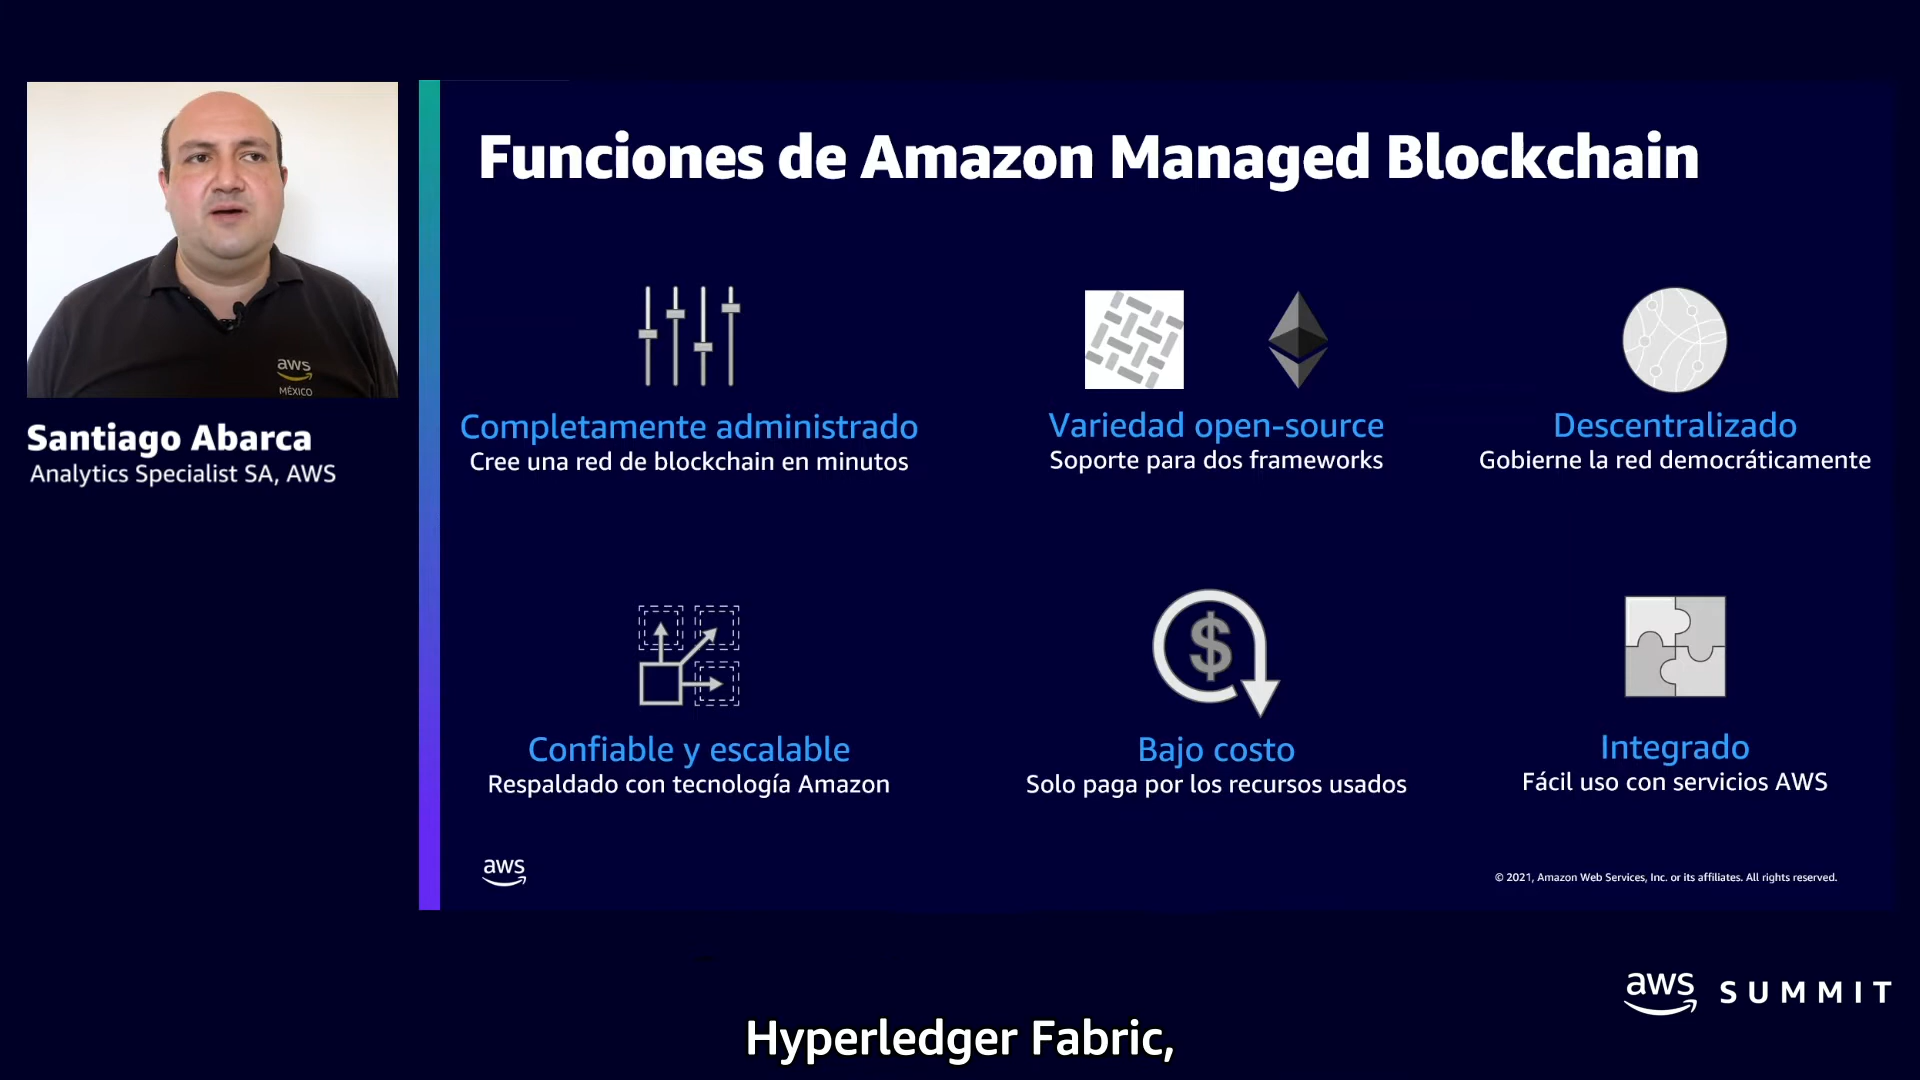 Funciones de Amazon Managed Blockchain
aws
MÉXICO
Santiago Abarca
Analytics Specialist SA, AWS
Completamente administrado
Cree una red de blockchain en minutos
Variedad open-source
Soporte para dos frameworks
Descentralizado
Gobierne la red democráticamente
Confiable y escalable
Respaldado con tecnología Amazon
Bajo costo
Solo paga por los recursos usados
Integrado
Fácil uso con servicios AWS
aws
© 2021, Amazon Web Services, Inc. or its affiliates. All rights reserved.
aws SUMMIT
Hyperledger Fabric,